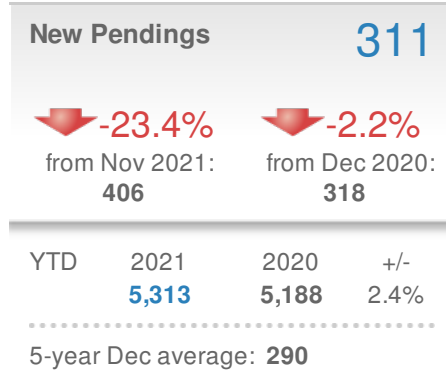 New Pendings 311
-23.4% -2.2%
from Nov 2021: from Dec 2020:
406 318
YTD 2021 2020 +/-
5,313 5,188 2.4%
5-year Dec average: 290